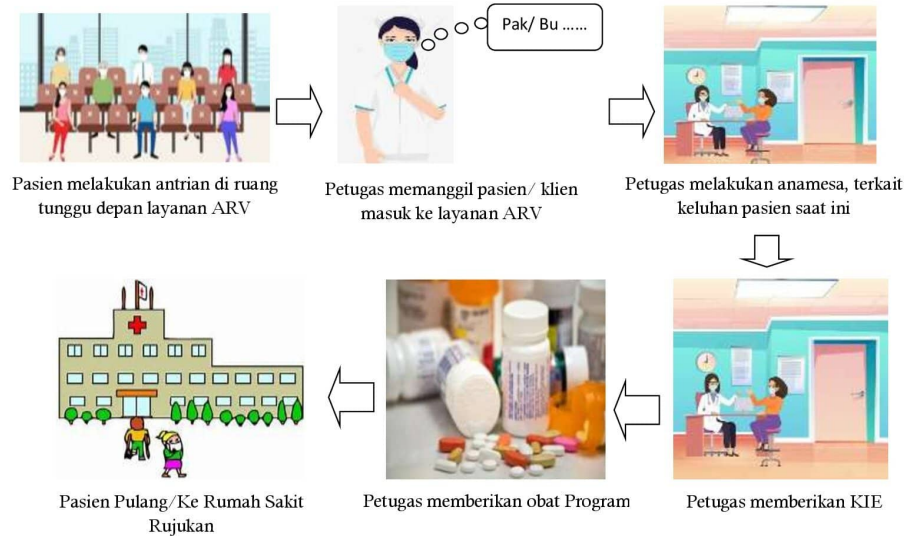 Pak/ Bu ......
Pasien melakukan antrian di ruang
tunggu depan layanan ARV
Petugas memanggil pasien/ klien
masuk ke layanan ARV
Petugas melakukan anamesa, terkait
keluhan pasien saat ini
Pasien Pulang/Ke Rumah Sakit
Rujukan
Petugas memberikan obat Program
Petugas memberikan KIE